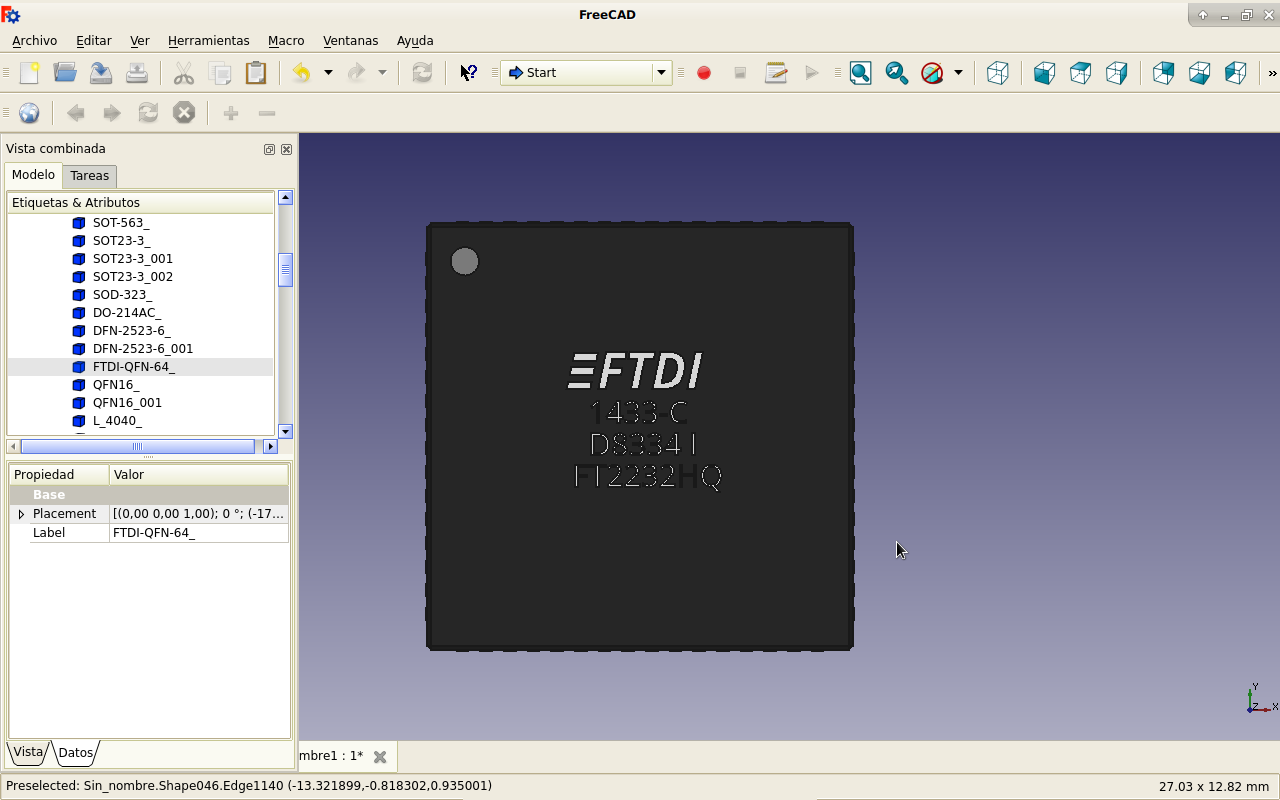 FreeCAD
Archivo Editar Ver Herramientas Macro Ventanas Ayuda
Start
»
Vista combinada
Modelo Tareas
Etiquetas & Atributos
SOT-563_
SOT23-3_
SOT23-3_001
SOT23-3_002
SOD-323_
DO-214AC_
DFN-2523-6_
DFN-2523-6_001
FTDI-QFN-64_
QFN16_
QFN16_001
L_4040_
Propiedad Valor
Base
Placement [(0,00 0,00 1,00); 0 °; (-17...
Label FTDI-QFN-64_
Vista Datos
FTDI
1433-C
DS334 I
FT2232HQ
Y
Z X
mbre1 : 1*
Preselected: Sin_nombre.Shape046.Edge1140 (-13.321899,-0.818302,0.935001)
27.03 x 12.82 mm